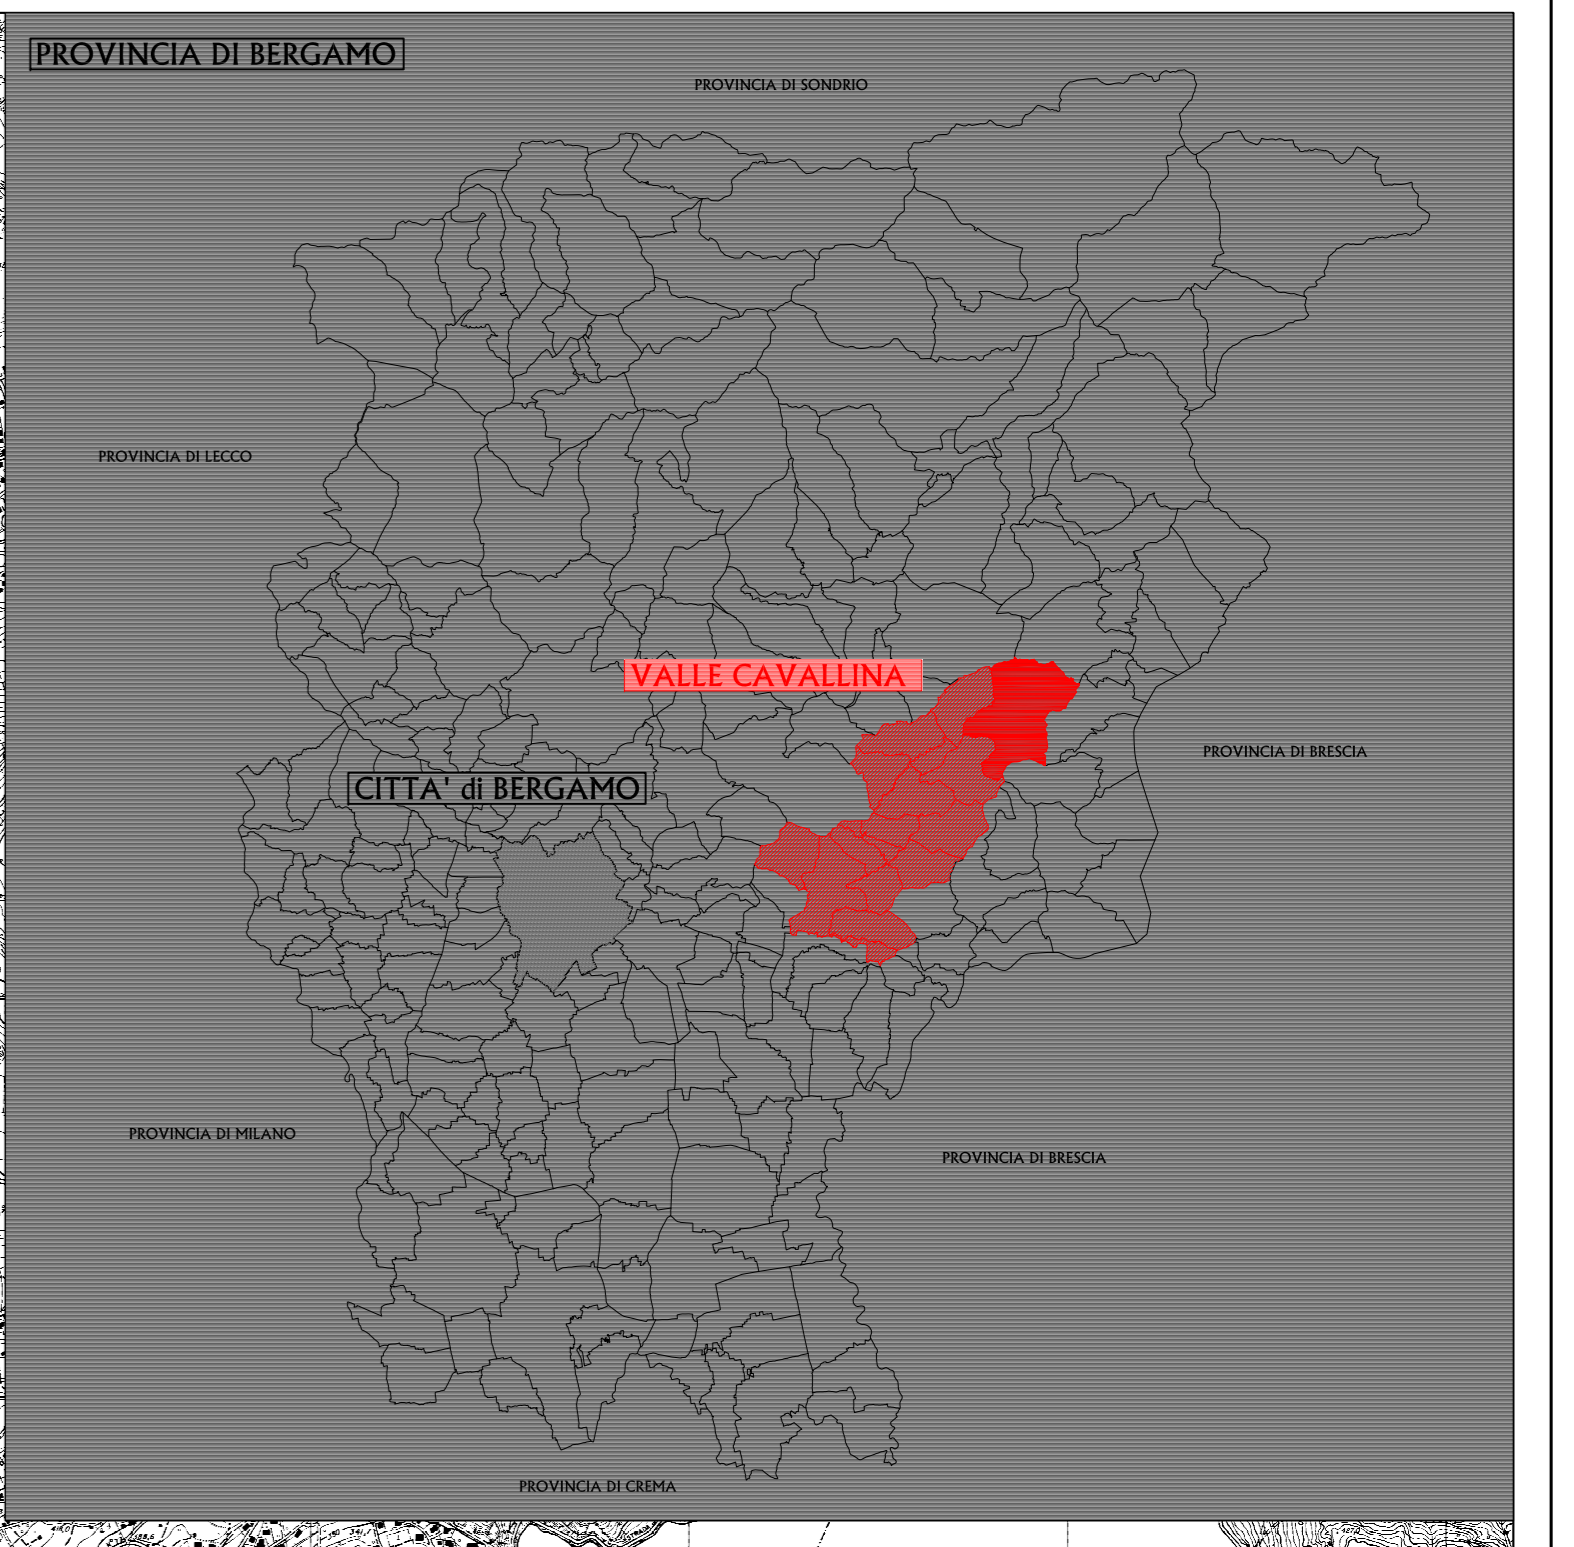 PROVINCIA DI BERGAMO
PROVINCIA DI SONDRIO
PROVINCIA DI LECCO
VALLE CAVALLINA
PROVINCIA DI BRESCIA
CITTA' di BERGAMO
PROVINCIA DI MILANO
PROVINCIA DI BRESCIA
PROVINCIA DI CREMA